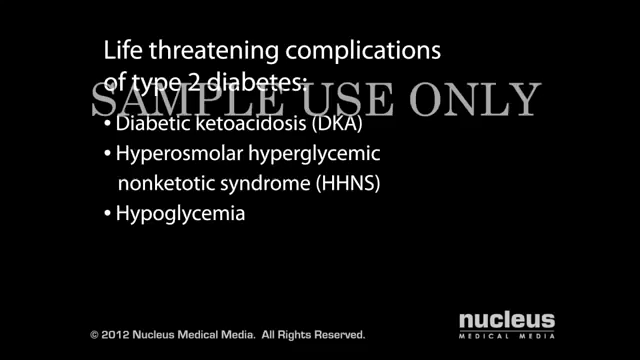 Life threatening complications
of type 2 diabetes:
SAMPLE USE ONLY
• Diabetic ketoacidosis (DKA)
• Hyperosmolar hyperglycemic
nonketotic syndrome (HHNS)
• Hypoglycemia
© 2012 Nucleus Medical Media. All Rights Reserved.
nucleus
MEDICAL MEDIA